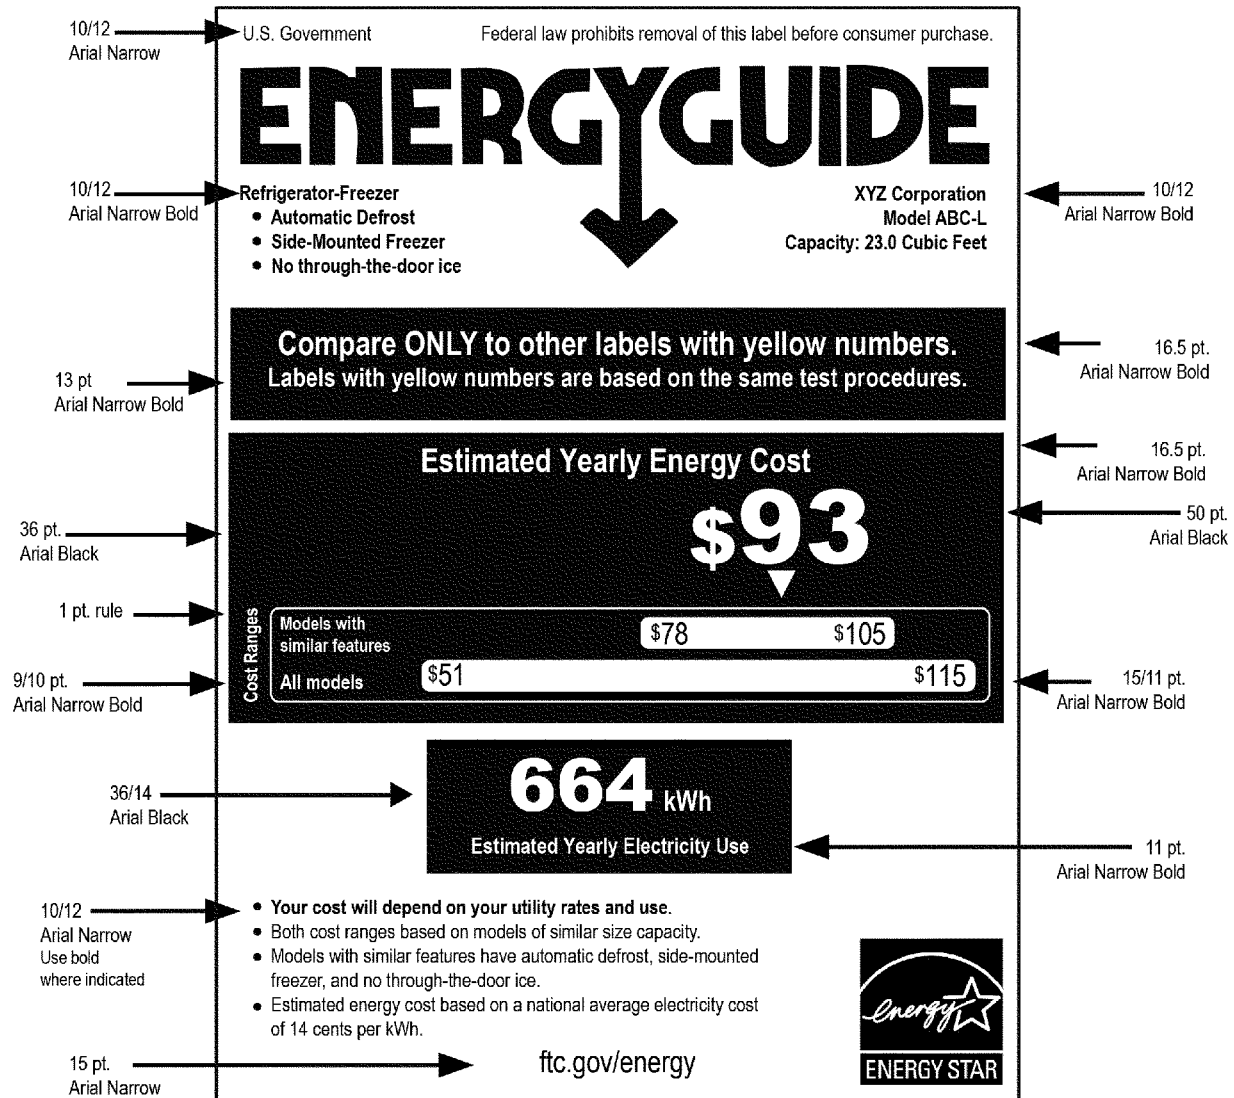 10/12
Arial Narrow
U.S. Government
Federal law prohibits removal of this label before consumer purchase.
ENERGYGUIDE
10/12
Arial Narrow Bold
Refrigerator-Freezer
• Automatic Defrost
• Side-Mounted Freezer
• No through-the-door ice
XYZ Corporation
Model ABC-L
Capacity: 23.0 Cubic Feet
10/12
Arial Narrow Bold
Compare ONLY to other labels with yellow numbers.
Labels with yellow numbers are based on the same test procedures.
16.5 pt.
Arial Narrow Bold
13 pt
Arial Narrow Bold
Estimated Yearly Energy Cost
16.5 pt.
Arial Narrow Bold
$93
50 pt.
Arial Black
36 pt.
Arial Black
1 pt. rule
Cost Ranges
Models with
similar features
$78 $105
All models
$51 $115
9/10 pt.
Arial Narrow Bold
15/11 pt.
Arial Narrow Bold
36/14
Arial Black
664 kWh
Estimated Yearly Electricity Use
11 pt.
Arial Narrow Bold
10/12
Arial Narrow
Use bold
where indicated
• Your cost will depend on your utility rates and use.
• Both cost ranges based on models of similar size capacity.
• Models with similar features have automatic defrost, side-mounted
freezer, and no through-the-door ice.
• Estimated energy cost based on a national average electricity cost
of 14 cents per kWh.
energy
ENERGY STAR
15 pt.
Arial Narrow
ftc.gov/energy